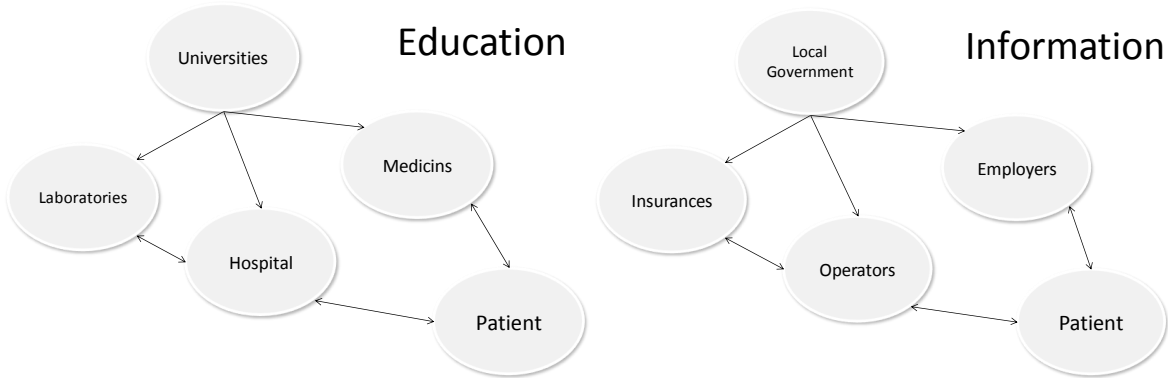 Education
Universities
Medicins
Laboratories
Hospital
Patient
Information
Local
Government
Employers
Insurances
Operators
Patient